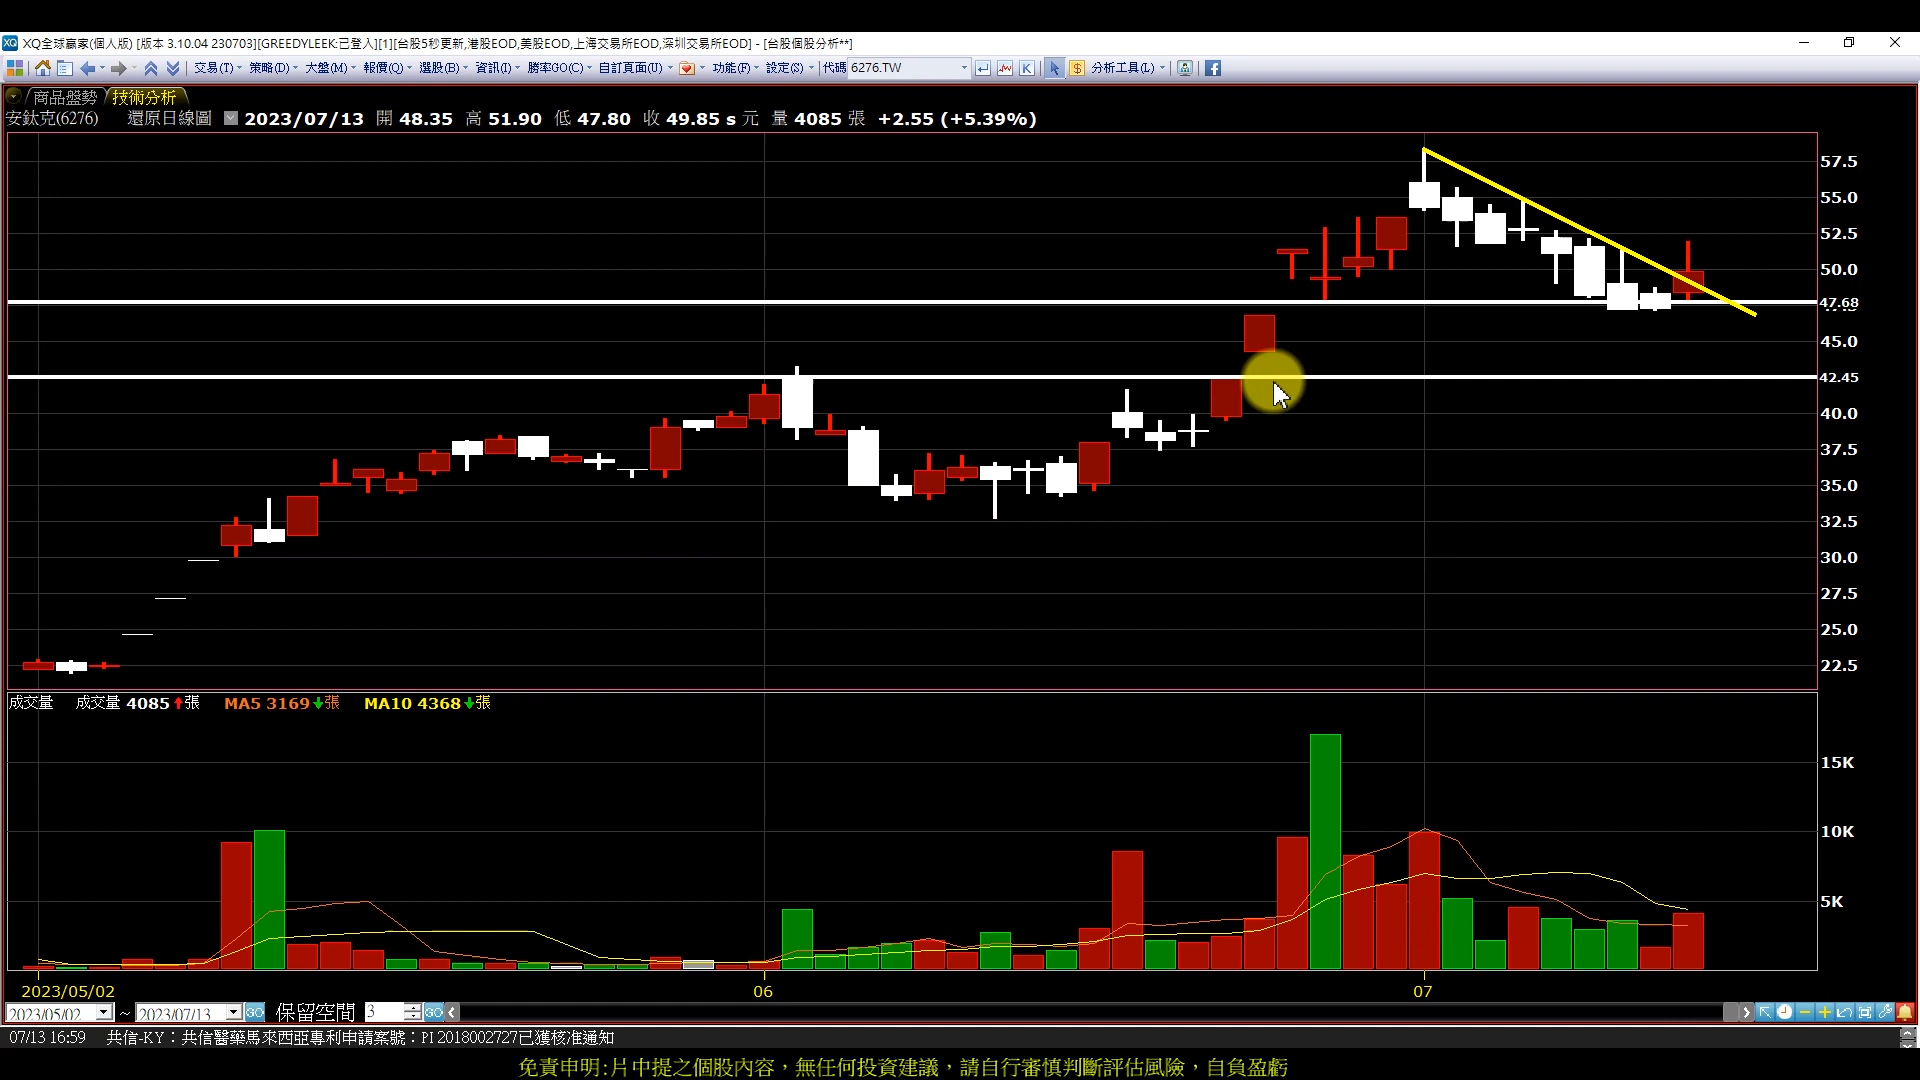 XQ全球贏家(個人版) [版本 3.10.04 230703][GREEDYLEEK:已登入][1][台股5秒更新,港股EOD,美股EOD,上海交易所EOD,深圳交易所EOD] - [台股個股分析**]
交易(T) 策略(D) 大盤(M) 報價(Q) 選股(B) 資訊(I) 勝率GO(C) 自訂頁面(U) 功能(F) 設定(S) 代碼 6276.TW K $ 分析工具(L)
商品盤勢 技術分析
安鈦克(6276) 還原日線圖 2023/07/13 開 48.35 高 51.90 低 47.80 收 49.85 s 元 量 4085 張 +2.55 (+5.39%)
57.5
55.0
52.5
50.0
47.68
45.0
42.45
40.0
37.5
35.0
32.5
30.0
27.5
25.0
22.5
成交量 成交量 4085 張 MA5 3169 張 MA10 4368 張
15K
10K
5K
2023/05/02 06 07
2023/05/02 ~ 2023/07/13 GO 保留空間 3 GO
07/13 16:59 共信-KY：共信醫藥馬來西亞專利申請案號：PI 2018002727已獲核准通知
免責申明:片中提之個股內容，無任何投資建議，請自行審慎判斷評估風險，自負盈虧